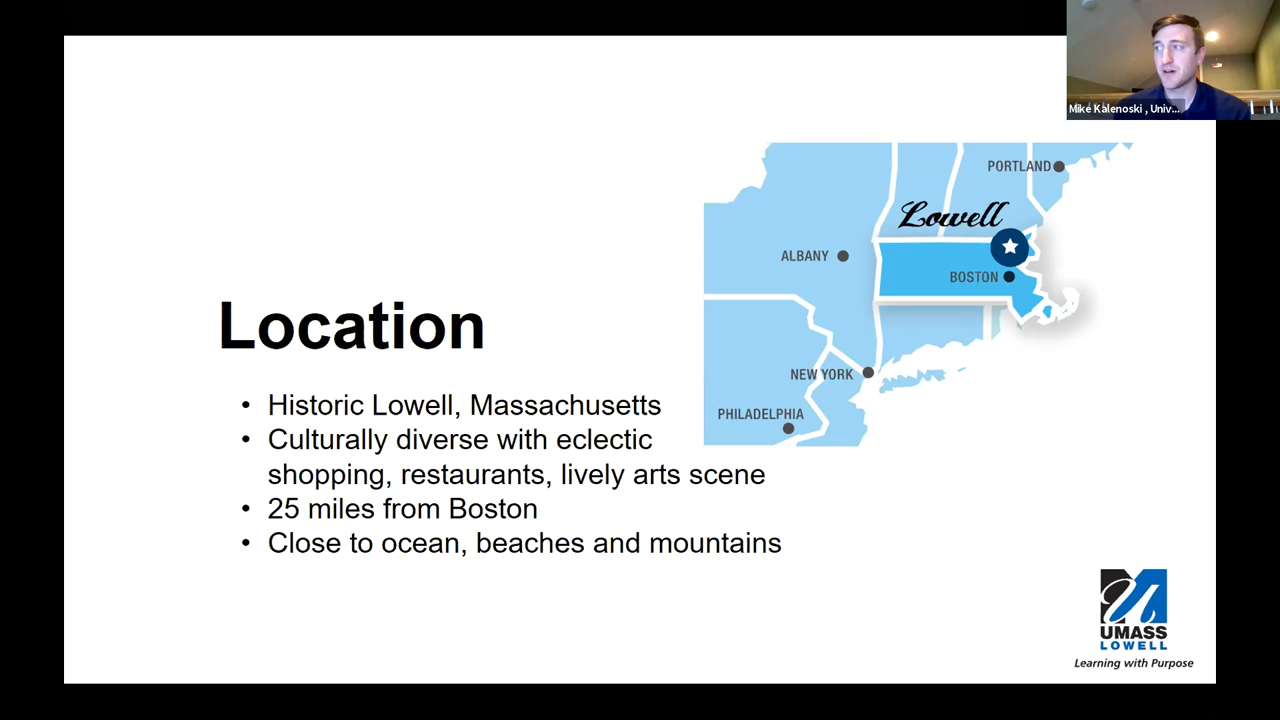 Mike Kalenoski , Univ...
PORTLAND
Lowell
ALBANY
BOSTON
NEW YORK
PHILADELPHIA
Location
• Historic Lowell, Massachusetts
• Culturally diverse with eclectic
shopping, restaurants, lively arts scene
• 25 miles from Boston
• Close to ocean, beaches and mountains
UMASS
LOWELL
Learning with Purpose